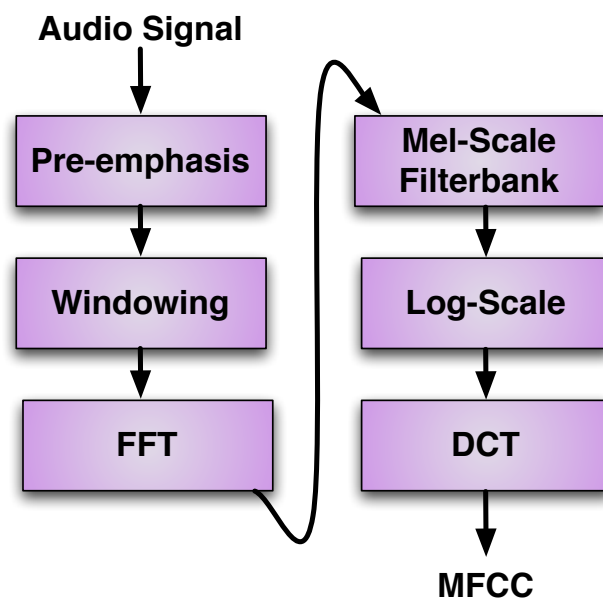 Audio Signal
Pre-emphasis
Windowing
FFT
Mel-Scale
Filterbank
Log-Scale
DCT
MFCC